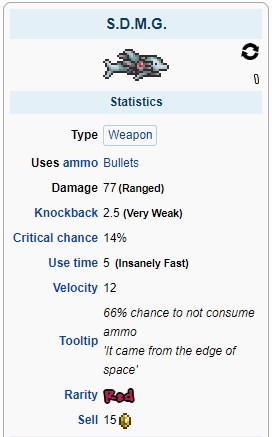 S.D.M.G.
Statistics
Type Weapon
Uses ammo Bullets
Damage 77 (Ranged)
Knockback 2.5 (Very Weak)
Critical chance 14%
Use time 5 (Insanely Fast)
Velocity 12
66% chance to not consume
ammo
Tooltip 'It came from the edge of
space'
Rarity Red
Sell 15